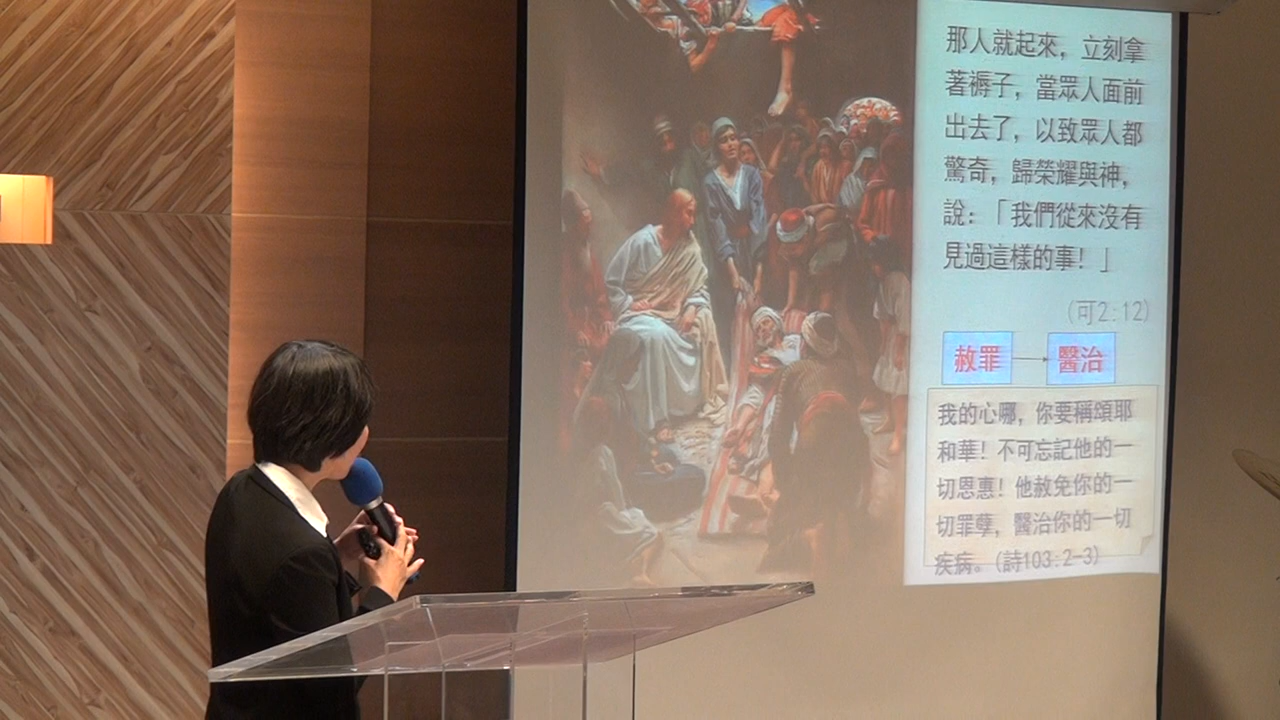 那人就起來，立刻拿
著褥子，當眾人面前
出去了，以致眾人都
驚奇，歸榮耀與神，
說：「我們從來沒有
見過這樣的事！」
(可2:12)
赦罪
醫治
我的心哪，你要稱頌耶
和華！不可忘記他的一
切恩惠！他赦免你的一
切罪孽，醫治你的一切
疾病。(詩103:2-3)